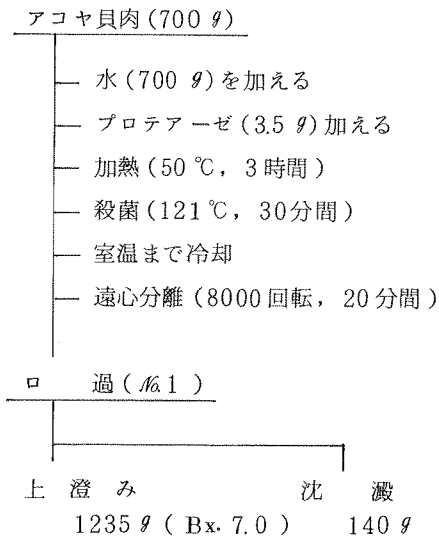 アコヤ貝肉(700 g)
水(700 g)を加える
プロテアーゼ(3.5 g)加える
加熱(50℃, 3時間)
殺菌(121℃, 30分間)
室温まで冷却
遠心分離(8000回転, 20分間)
ロ過(№1)
上澄み 沈澱
1235 g(Bx. 7.0) 140 g